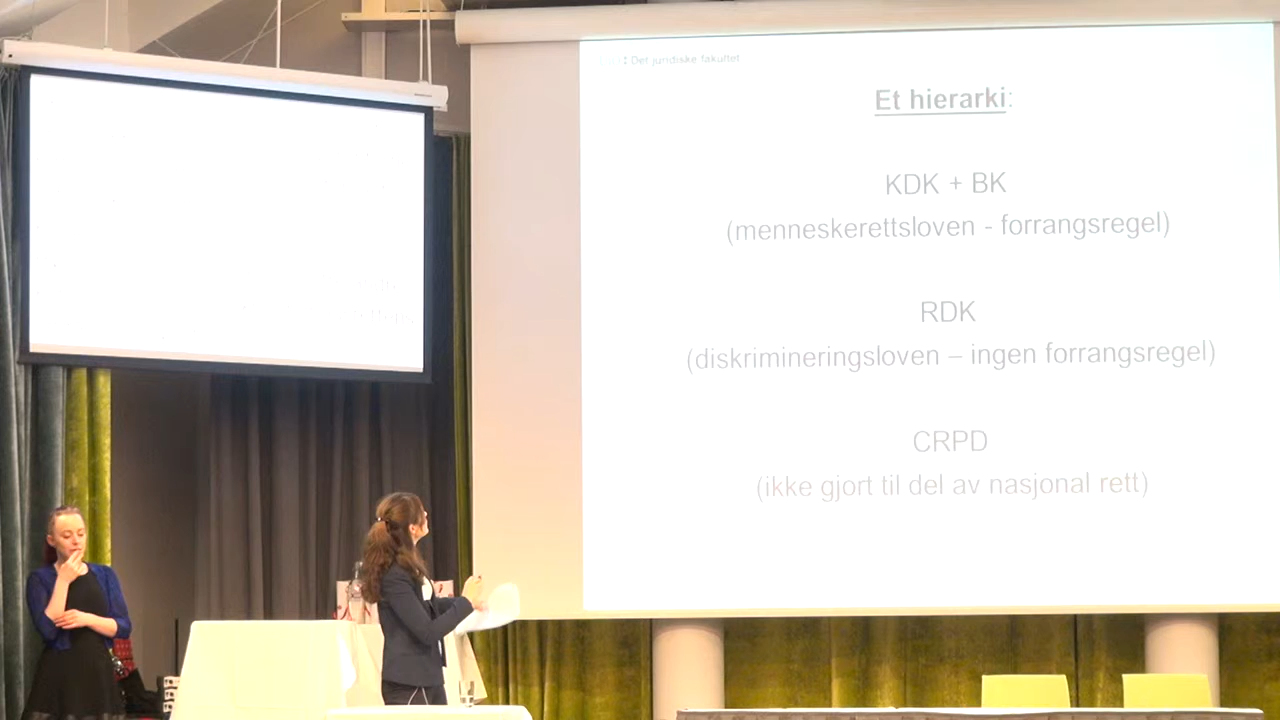 Det juridiske fakultet
Et hierarki:
KDK + BK
(menneskerettsloven - forrangsregel)
RDK
(diskrimineringsloven – ingen forrangsregel)
CRPD
(ikke gjort til del av nasjonal rett)